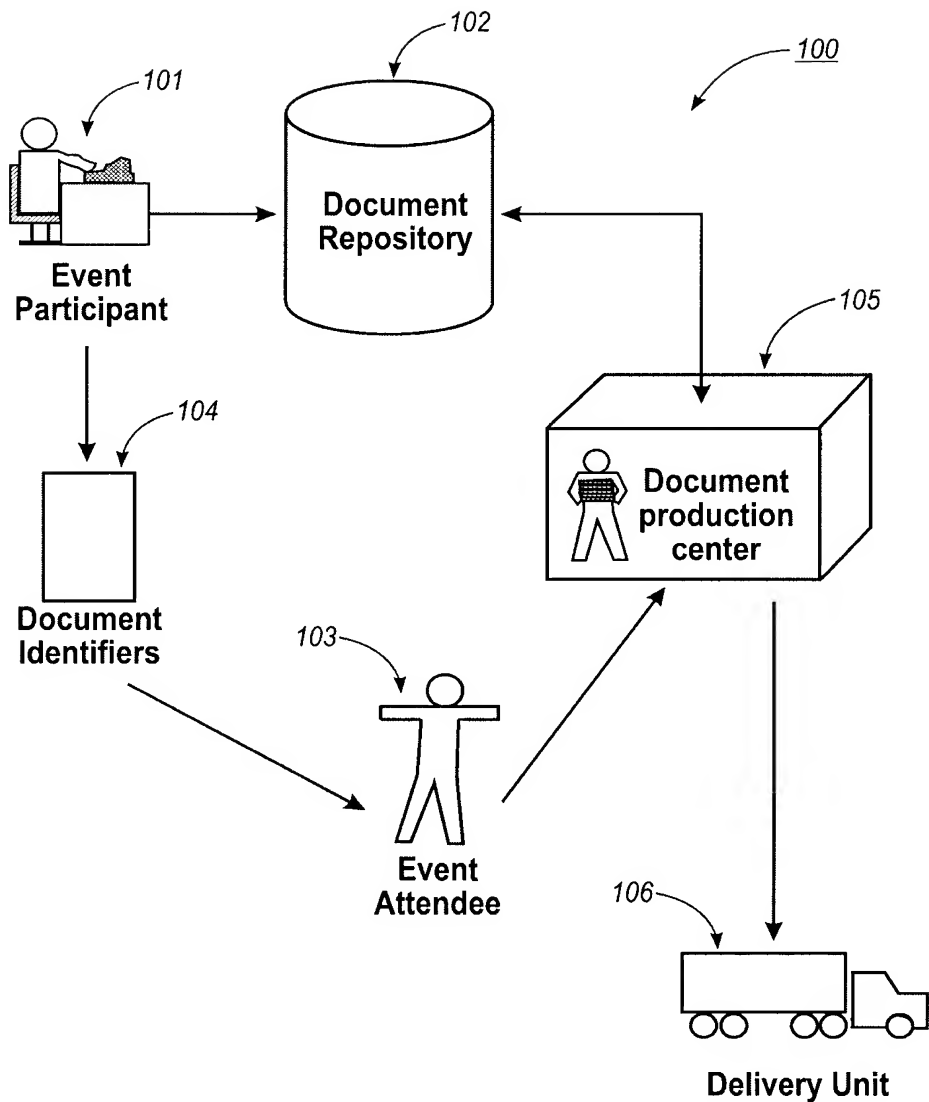 102
100
101
Document
Repository
Event
Participant
105
104
Document
production
center
Document
Identifiers
103
Event
Attendee
106
Delivery Unit